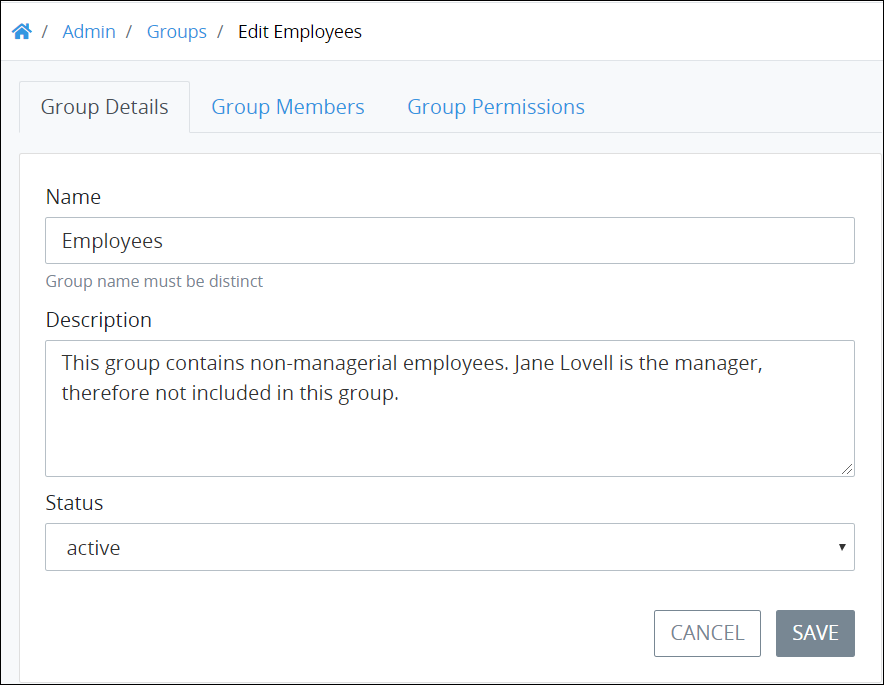 / Admin / Groups / Edit Employees
Group Details Group Members Group Permissions
Name
Employees
Group name must be distinct
Description
This group contains non-managerial employees. Jane Lovell is the manager,
therefore not included in this group.
Status
active
CANCEL SAVE